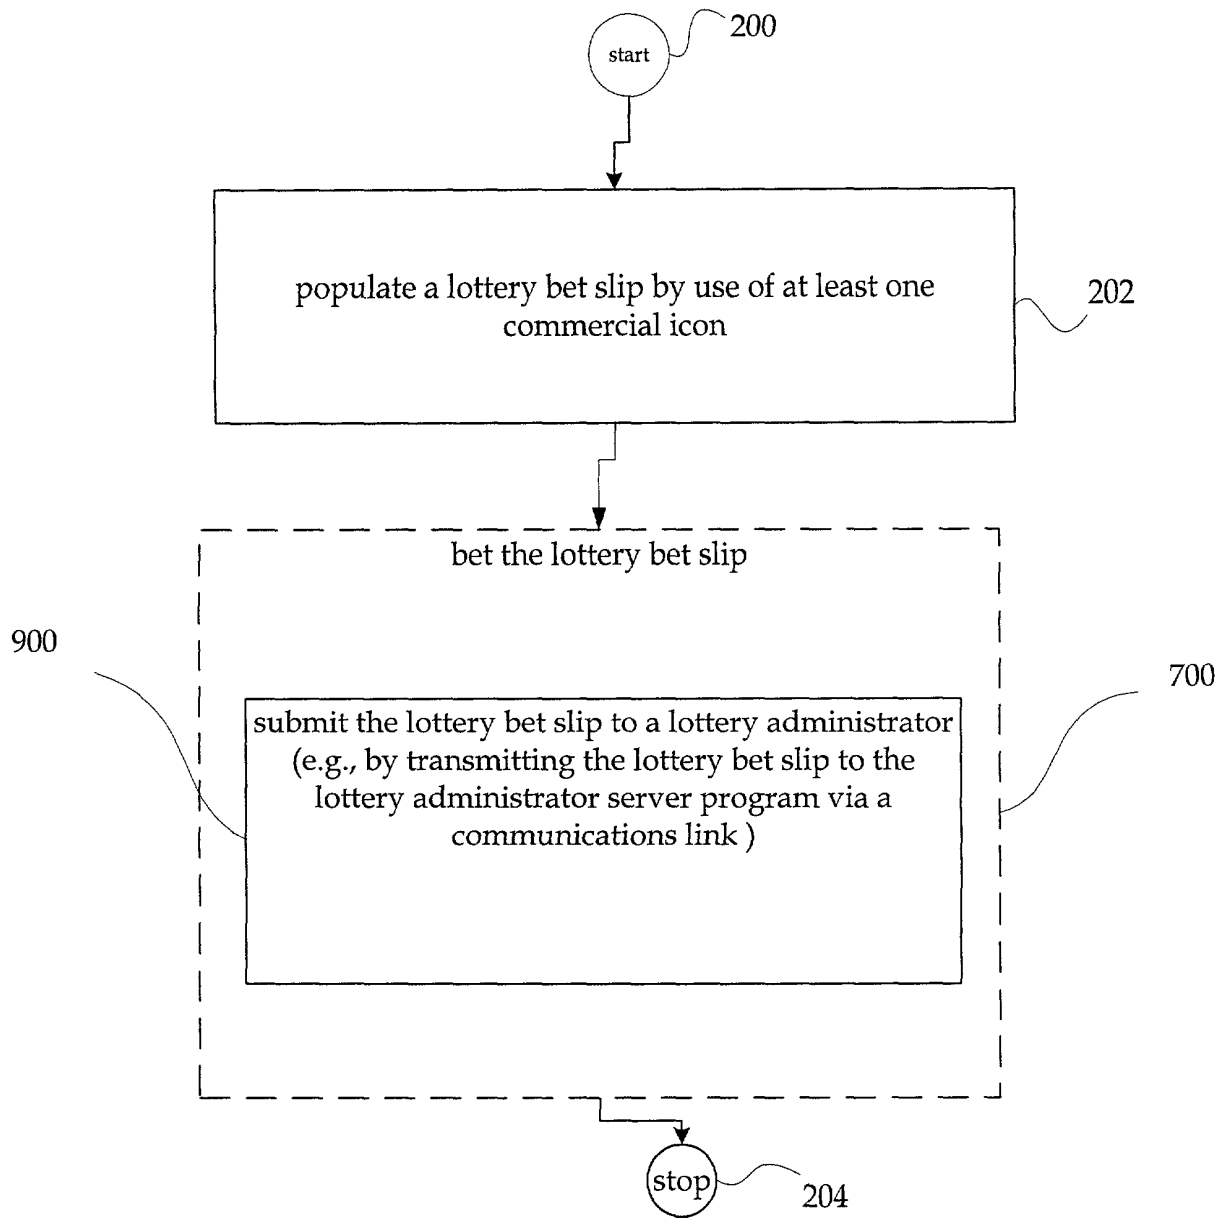 200
start
populate a lottery bet slip by use of at least one
commercial icon
202
bet the lottery bet slip
900
700
submit the lottery bet slip to a lottery administrator
(e.g., by transmitting the lottery bet slip to the
lottery administrator server program via a
communications link )
stop
204